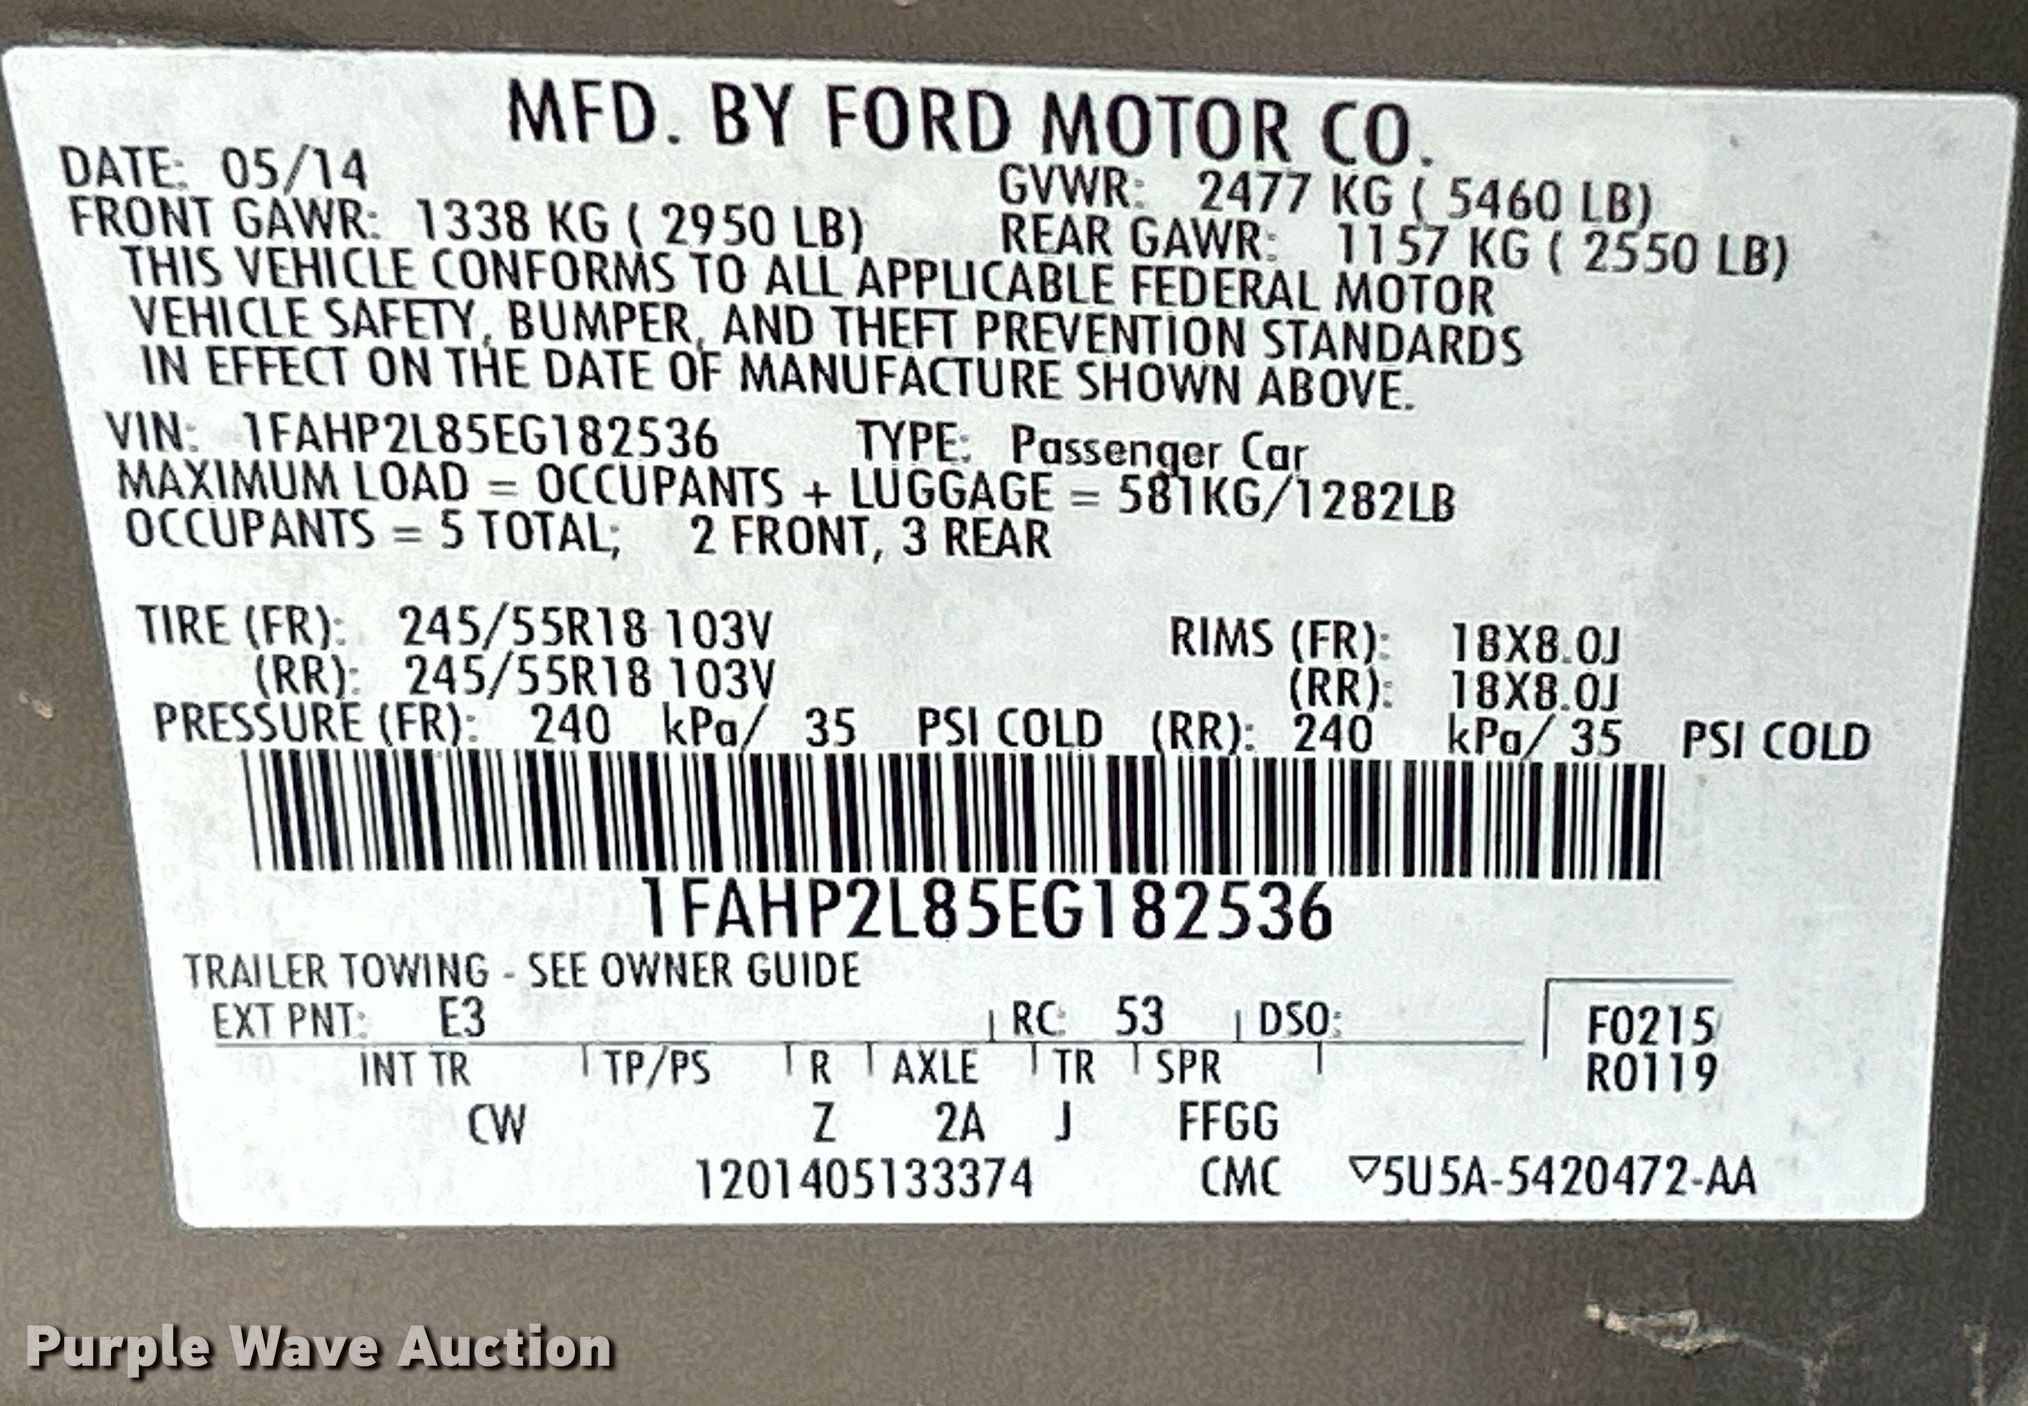 MFD. BY FORD MOTOR CO.
DATE: 05/14 GVWR: 2477 KG ( 5460 LB)
FRONT GAWR: 1338 KG ( 2950 LB) REAR GAWR: 1157 KG ( 2550 LB)
THIS VEHICLE CONFORMS TO ALL APPLICABLE FEDERAL MOTOR
VEHICLE SAFETY, BUMPER, AND THEFT PREVENTION STANDARDS
IN EFFECT ON THE DATE OF MANUFACTURE SHOWN ABOVE.
VIN: 1FAHP2L85EG182536 TYPE: Passenger Car
MAXIMUM LOAD = OCCUPANTS + LUGGAGE = 581KG/1282LB
OCCUPANTS = 5 TOTAL; 2 FRONT, 3 REAR
TIRE (FR): 245/55R18 103V RIMS (FR): 18X8.0J
(RR): 245/55R18 103V (RR): 18X8.0J
PRESSURE (FR): 240 kPa/ 35 PSI COLD (RR): 240 kPa/ 35 PSI COLD
1FAHP2L85EG182536
TRAILER TOWING - SEE OWNER GUIDE
EXT PNT: E3 RC: 53 DSO: F0215
INT TR TP/PS R AXLE TR SPR R0119
CW Z 2A J FFGG
1201405133374 CMC ▽5U5A-5420472-AA
Purple Wave Auction